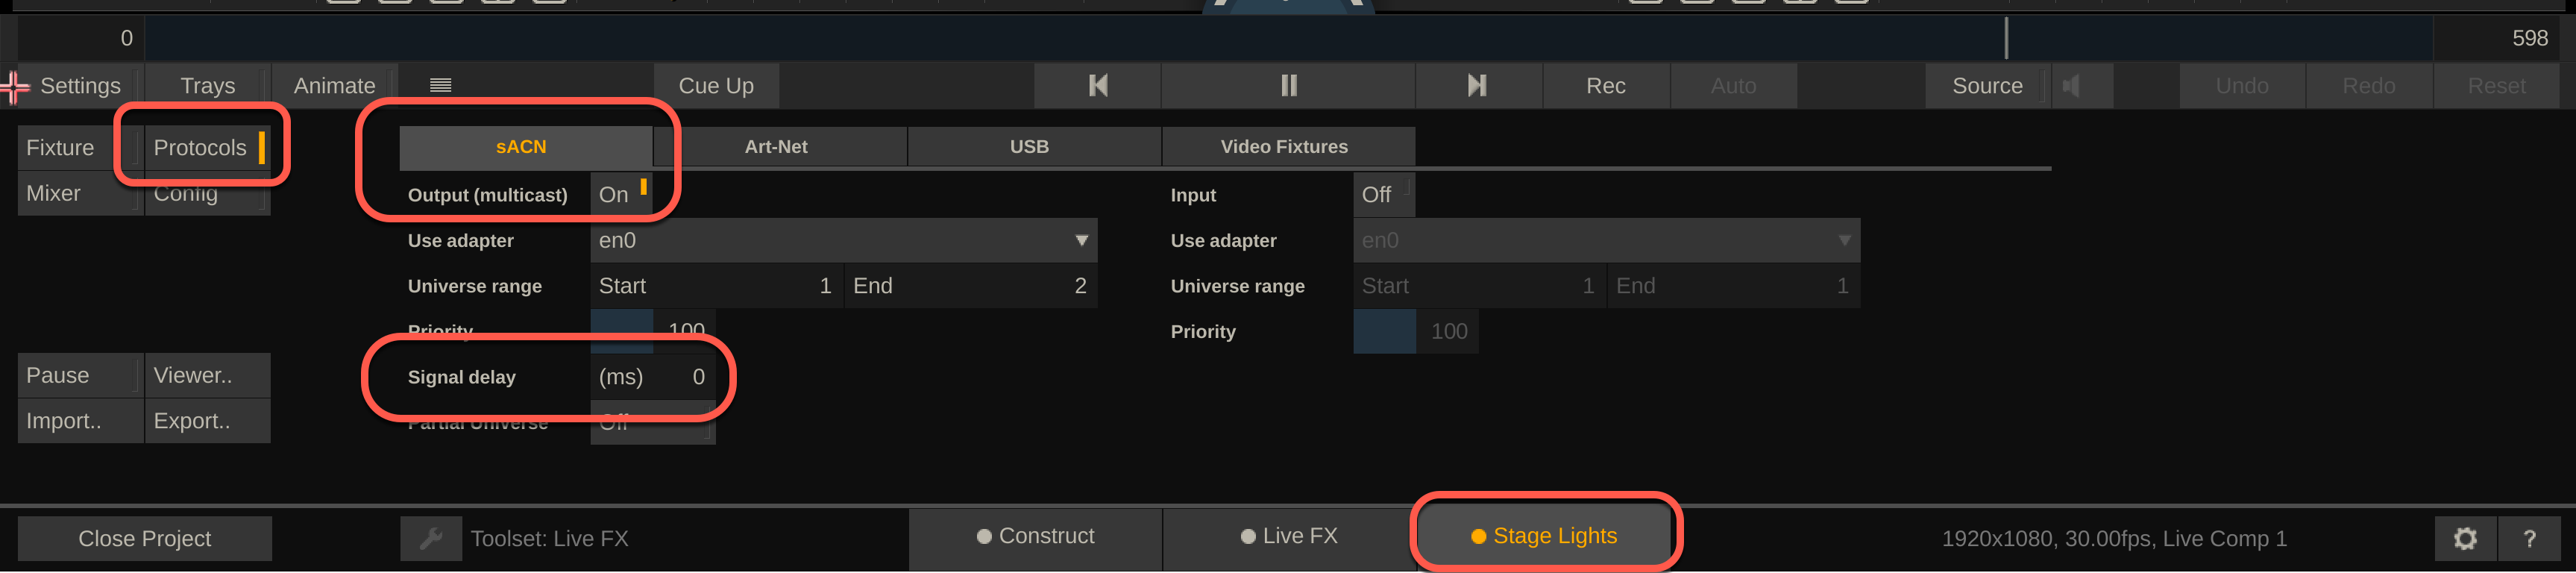 0 598
Settings Trays Animate Cue Up Rec Auto Source Undo Redo Reset
Fixture Protocols sACN Art-Net USB Video Fixtures
Mixer Config Output (multicast) On Input Off
Use adapter en0 Use adapter en0
Universe range Start 1 End 2 Universe range Start 1 End 1
Priority 100 Priority 100
Pause Viewer.. Signal delay (ms) 0
Import.. Export.. Partial Universe Off
Close Project Toolset: Live FX Construct Live FX Stage Lights 1920x1080, 30.00fps, Live Comp 1 ?